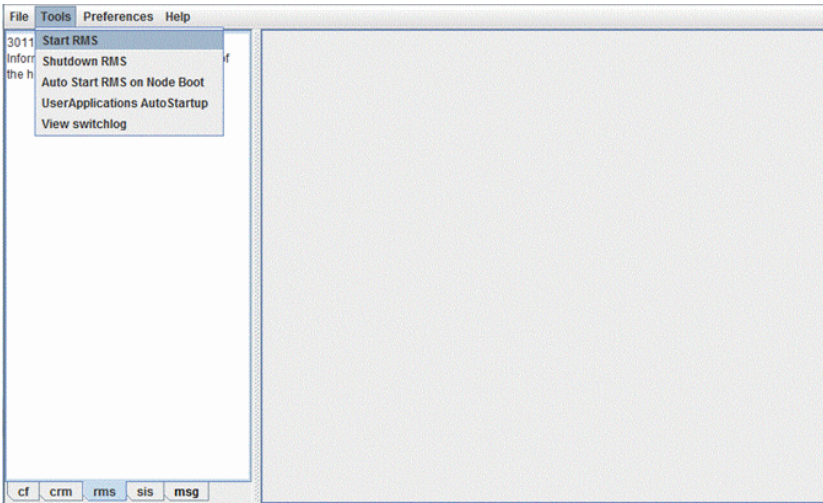 File Tools Preferences Help
3011
Start RMS
Inform
f
Shutdown RMS
the h
Auto Start RMS on Node Boot
UserApplications AutoStartup
View switchlog
cf crm rms sis msg